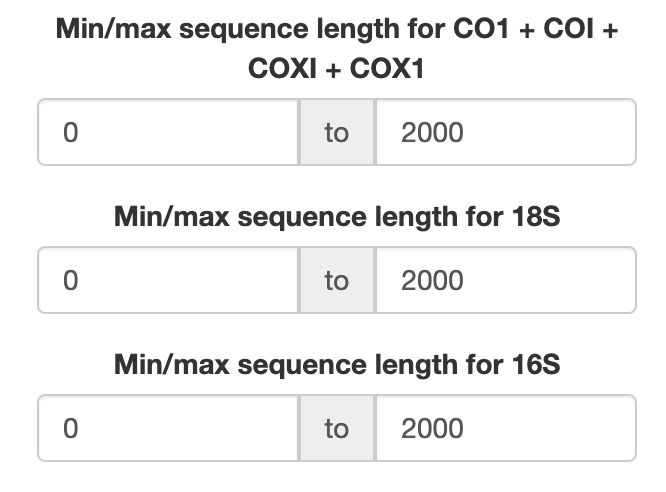 Min/max sequence length for CO1 + COI +
COXI + COX1
0 to 2000
Min/max sequence length for 18S
0 to 2000
Min/max sequence length for 16S
0 to 2000